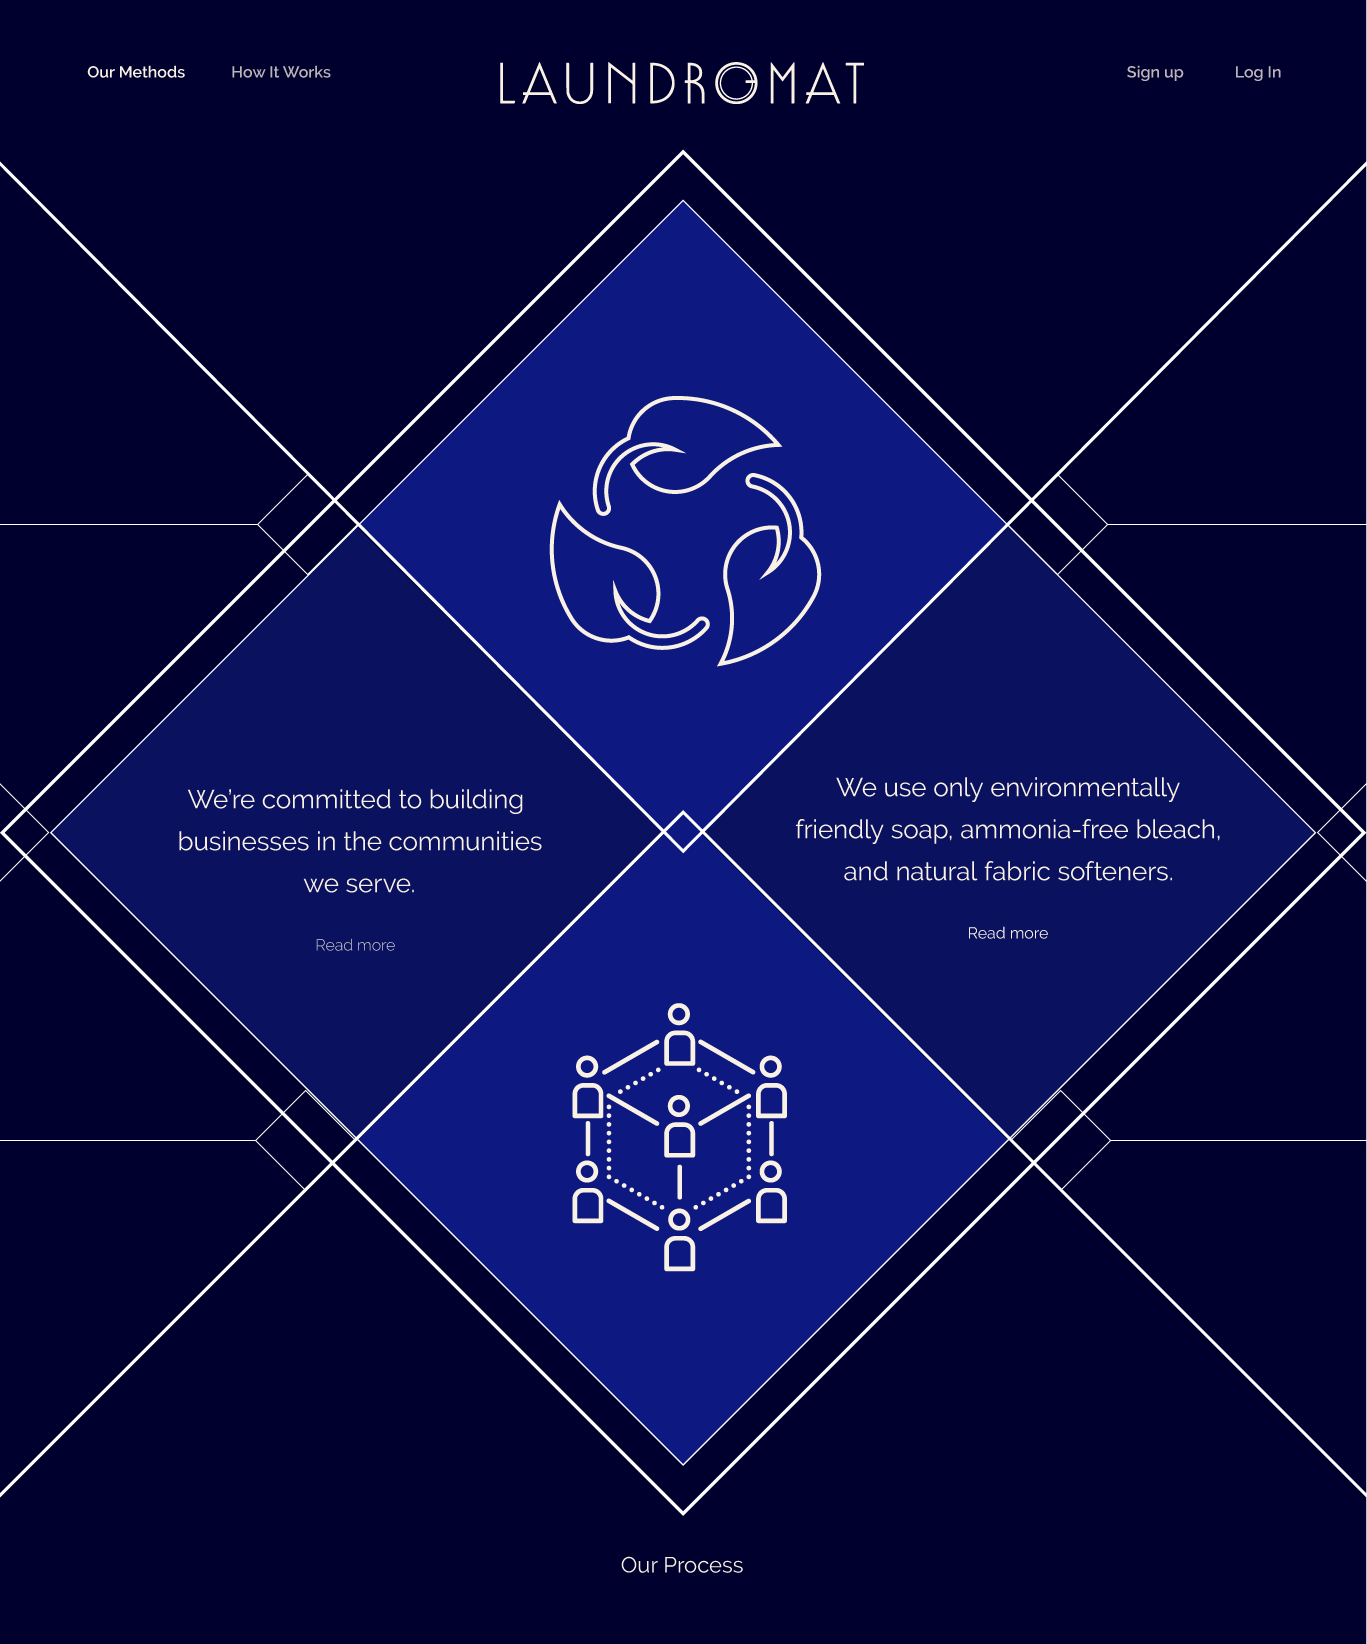 Our Methods
How It Works
LAUNDROMAT
Sign up
Log In
We’re committed to building
businesses in the communities
we serve.
Read more
We use only environmentally
friendly soap, ammonia-free bleach,
and natural fabric softeners.
Read more
Our Process